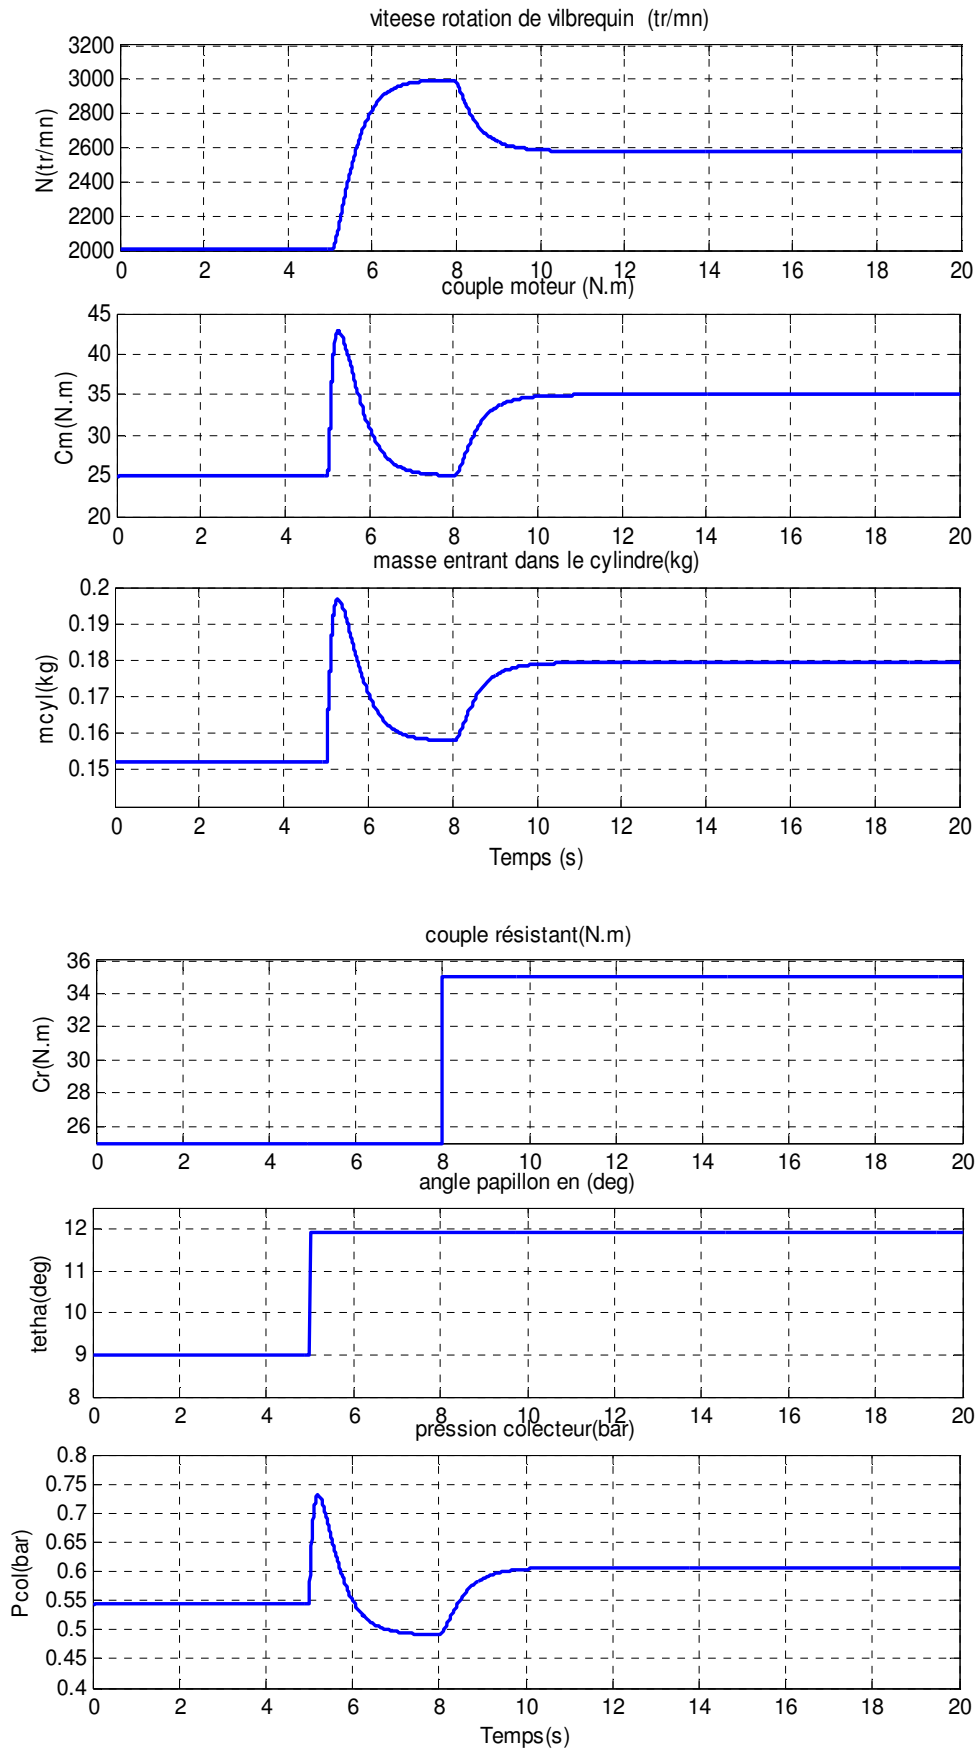 viteese rotation de vilbrequin (tr/mn)
N(tr/mn)
3200
3000
2800
2600
2400
2200
2000
0 2 4 6 8 10 12 14 16 18 20
couple moteur (N.m)
Cm(N.m)
45
40
35
30
25
20
0 2 4 6 8 10 12 14 16 18 20
masse entrant dans le cylindre(kg)
mcyl(kg)
0.2
0.19
0.18
0.17
0.16
0.15
0 2 4 6 8 10 12 14 16 18 20
Temps (s)
couple résistant(N.m)
Cr(N.m)
36
34
32
30
28
26
0 2 4 6 8 10 12 14 16 18 20
angle papillon en (deg)
tetha(deg)
12
11
10
9
8
0 2 4 6 8 10 12 14 16 18 20
pression colecteur(bar)
Pcol(bar)
0.8
0.75
0.7
0.65
0.6
0.55
0.5
0.45
0.4
0 2 4 6 8 10 12 14 16 18 20
Temps(s)